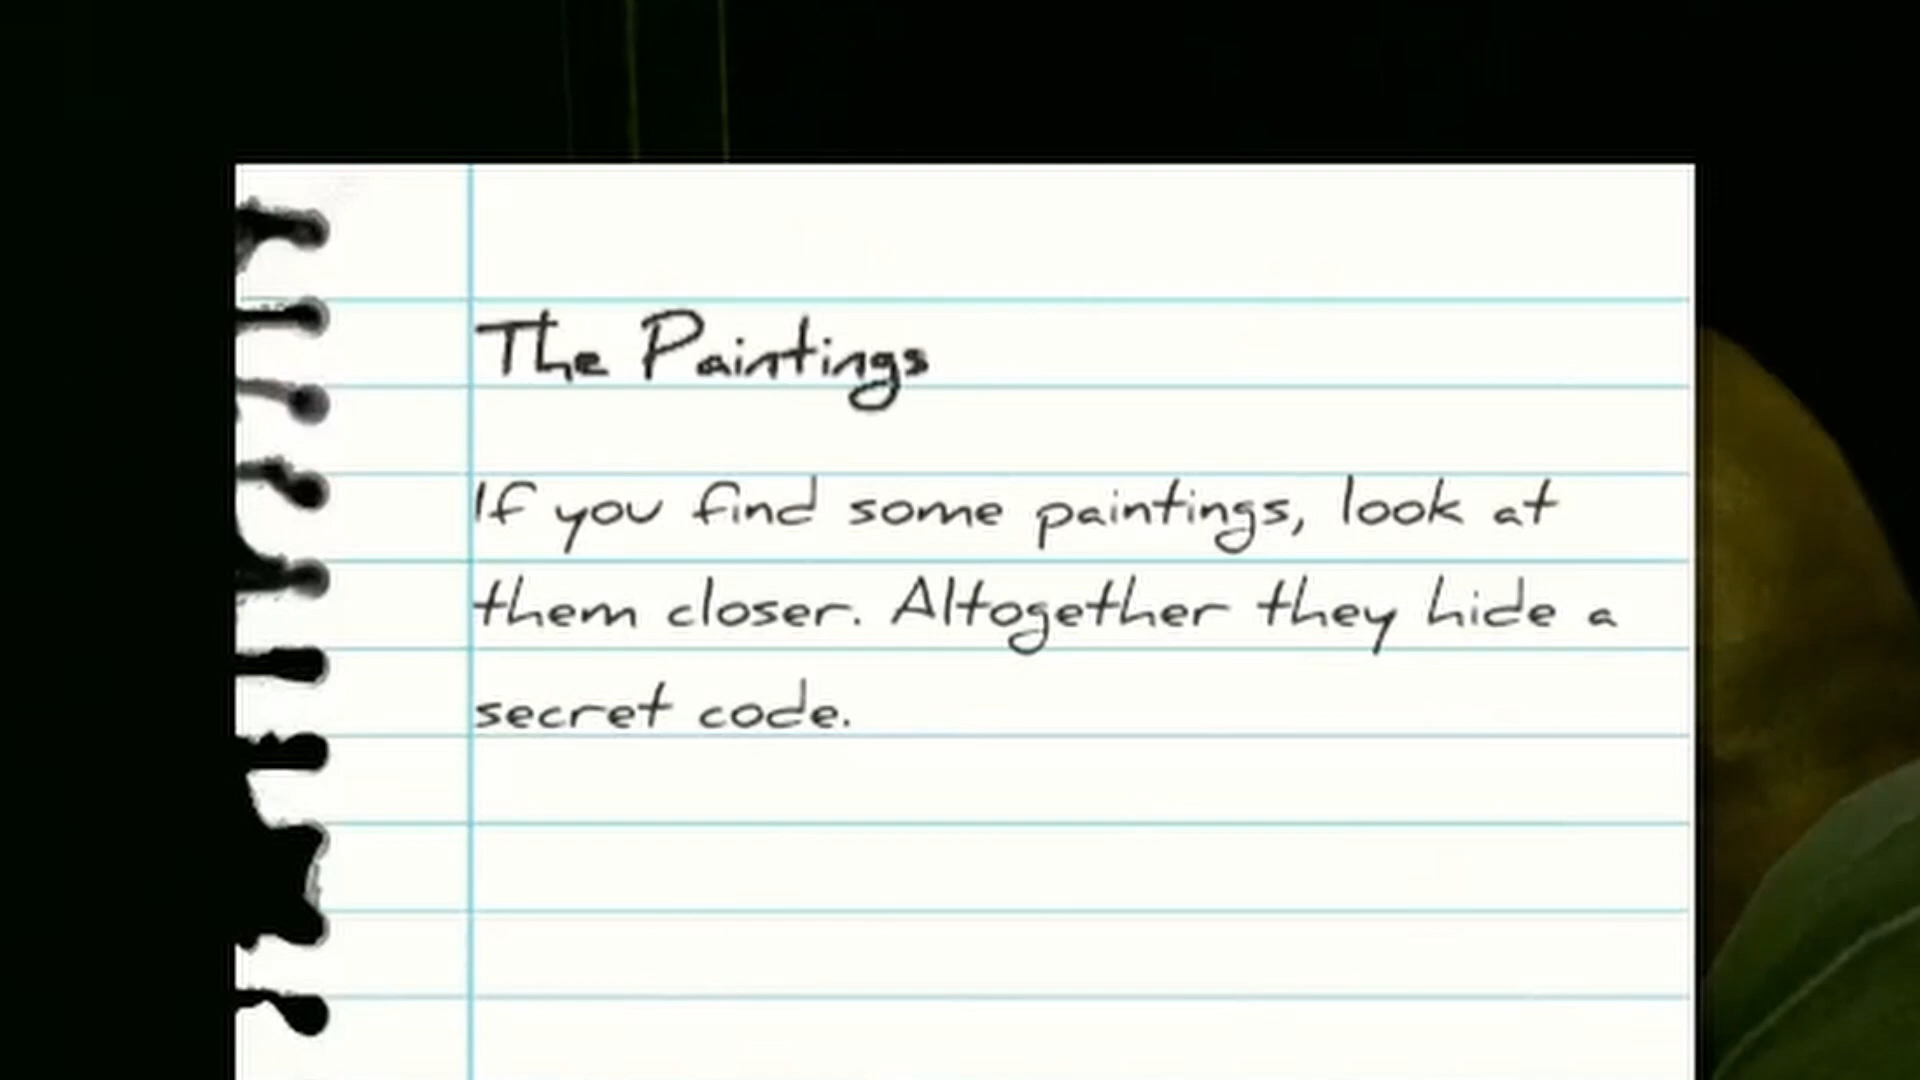 The Paintings
If you find some paintings, look at
them closer. Altogether they hide a
secret code.